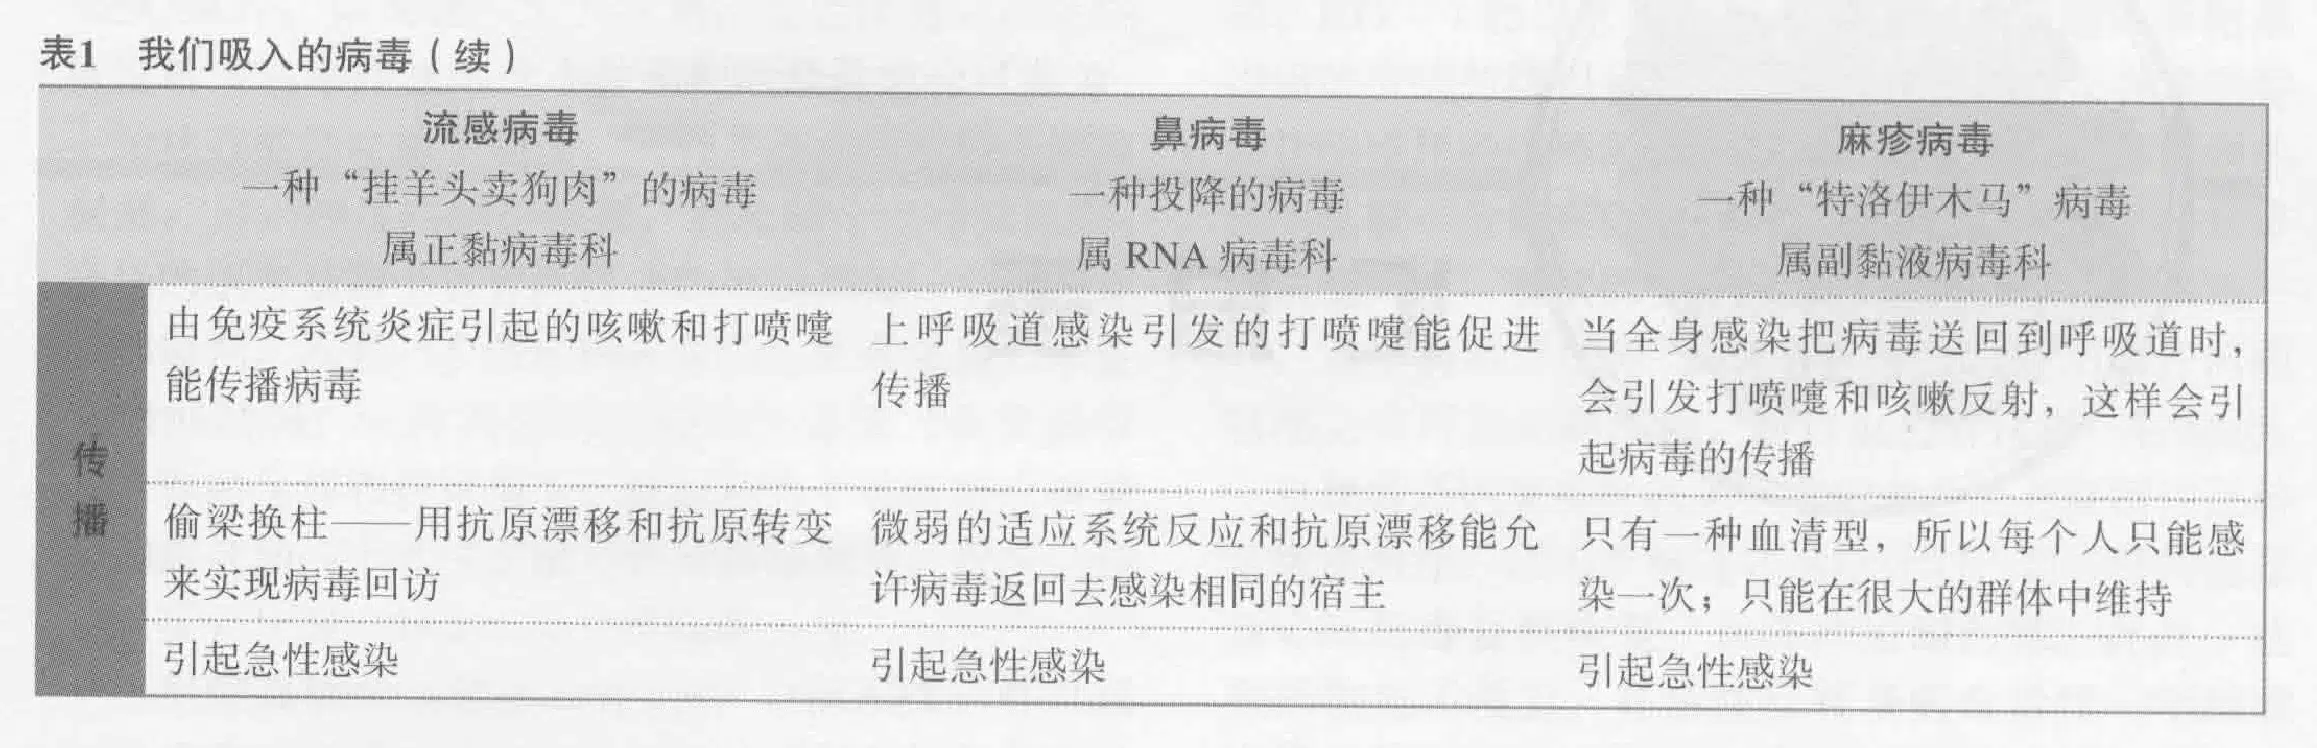 表1 我们吸入的病毒（续）
流感病毒
一种“挂羊头卖狗肉”的病毒
属正黏病毒科
鼻病毒
一种投降的病毒
属 RNA 病毒科
麻疹病毒
一种“特洛伊木马”病毒
属副黏液病毒科
传
播
由免疫系统炎症引起的咳嗽和打喷嚏
能传播病毒
上呼吸道感染引发的打喷嚏能促进
传播
当全身感染把病毒送回到呼吸道时，
会引发打喷嚏和咳嗽反射，这样会引
起病毒的传播
偷梁换柱——用抗原漂移和抗原转变
来实现病毒回访
微弱的适应系统反应和抗原漂移能允
许病毒返回去感染相同的宿主
只有一种血清型，所以每个人只能感
染一次；只能在很大的群体中维持
引起急性感染
引起急性感染
引起急性感染